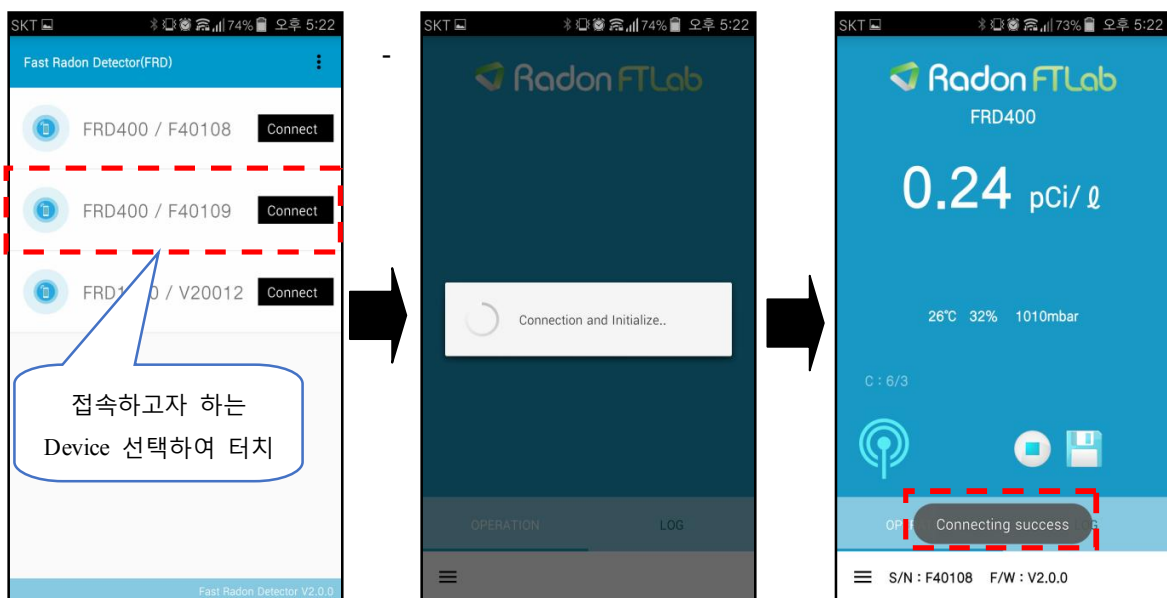 SKT 74% 오후 5:22
Fast Radon Detector(FRD)
FRD400 / F40108 Connect
FRD400 / F40109 Connect
/ V20012 Connect
접속하고자 하는
Device 선택하여 터치
Fast Radon Detector V2.0.0
-
SKT 74% 오후 5:22
Radon FTLab
Connection and Initialize..
OPERATION LOG
SKT 73% 오후 5:22
Radon FTLab
FRD400
0.24 pCi/ℓ
26℃ 32% 1010mbar
C : 6/3
Connecting success
S/N : F40108 F/W : V2.0.0